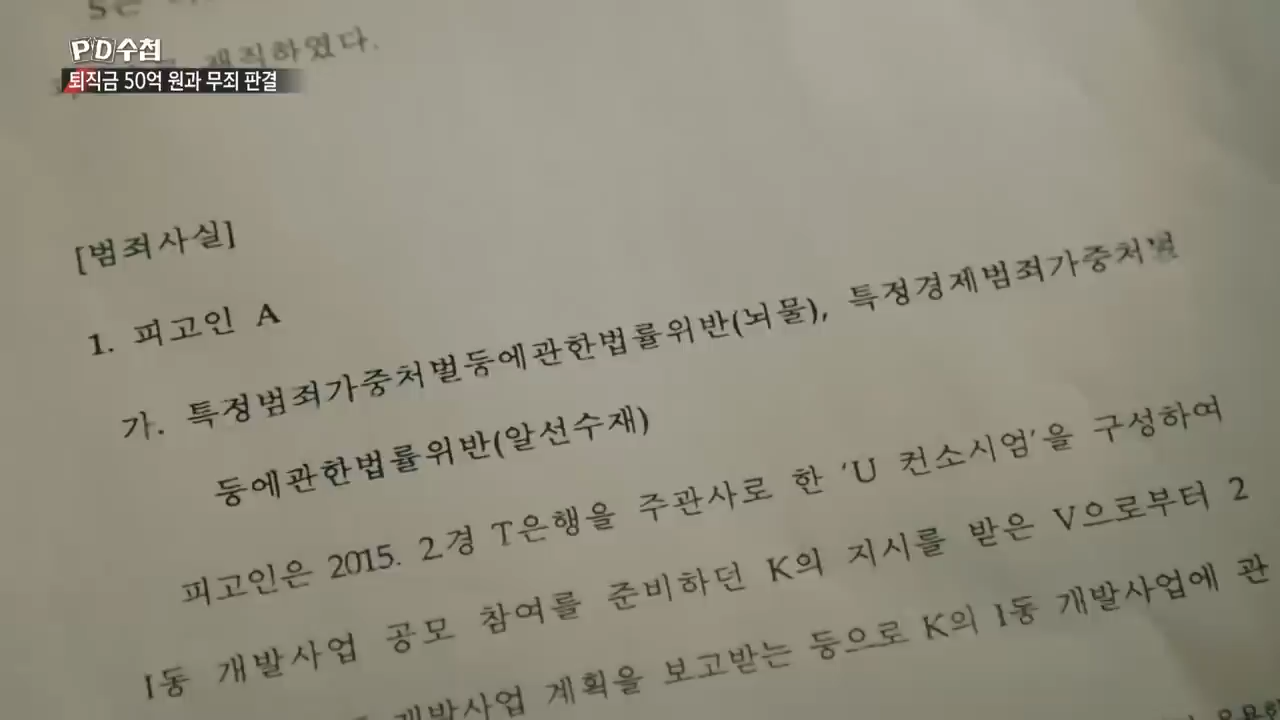 PD수첩
퇴직금 50억 원과 무죄 판결
재직하였다.
[범죄사실]
1. 피고인 A
가. 특정범죄가중처벌등에관한법률위반(뇌물), 특정경제범죄가중처벌
등에관한법률위반(알선수재)
피고인은 2015. 2.경 T은행을 주관사로 한 'U 컨소시엄'을 구성하여
I동 개발사업 공모 참여를 준비하던 K의 지시를 받은 V으로부터 2
개발사업 계획을 보고받는 등으로 K의 I동 개발사업에 관